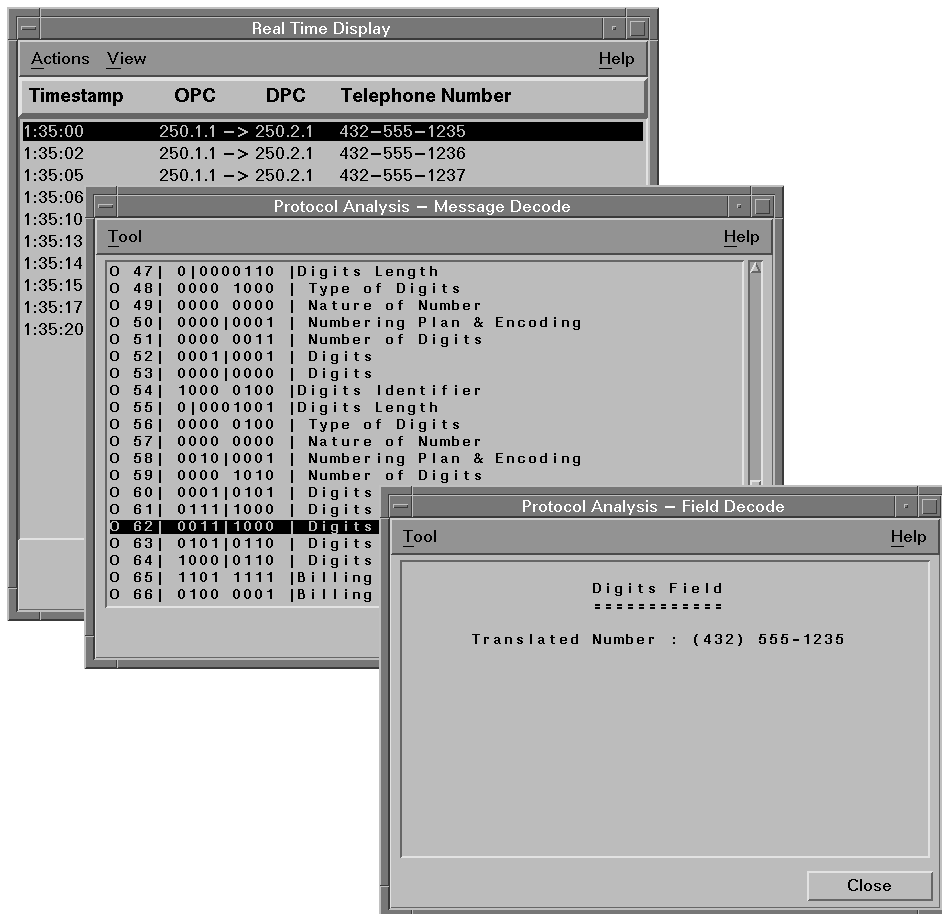 Real Time Display
Actions View Help
Timestamp OPC DPC Telephone Number
1:35:00 250.1.1 −> 250.2.1 432−555−1235
1:35:02 250.1.1 −> 250.2.1 432−555−1236
1:35:05 250.1.1 −> 250.2.1 432−555−1237
1:35:06
1:35:10
1:35:13
1:35:14
1:35:15
1:35:17
1:35:20
Protocol Analysis − Message Decode
Tool Help
O 47| 0|0000110 |Digits Length
O 48| 0000 1000 | Type of Digits
O 49| 0000 0000 | Nature of Number
O 50| 0000|0001 | Numbering Plan & Encoding
O 51| 0000 0011 | Number of Digits
O 52| 0001|0001 | Digits
O 53| 0000|0000 | Digits
O 54| 1000 0100 |Digits Identifier
O 55| 0|0001001 |Digits Length
O 56| 0000 0100 | Type of Digits
O 57| 0000 0000 | Nature of Number
O 58| 0010|0001 | Numbering Plan & Encoding
O 59| 0000 1010 | Number of Digits
O 60| 0001|0101 | Digits
O 61| 0111|1000 | Digits
O 62| 0011|1000 | Digits
O 63| 0101|0110 | Digits
O 64| 1000|0110 | Digits
O 65| 1101 1111 |Billing
O 66| 0100 0001 |Billing
Protocol Analysis − Field Decode
Tool Help
Digits Field
============
Translated Number : (432) 555-1235
Close